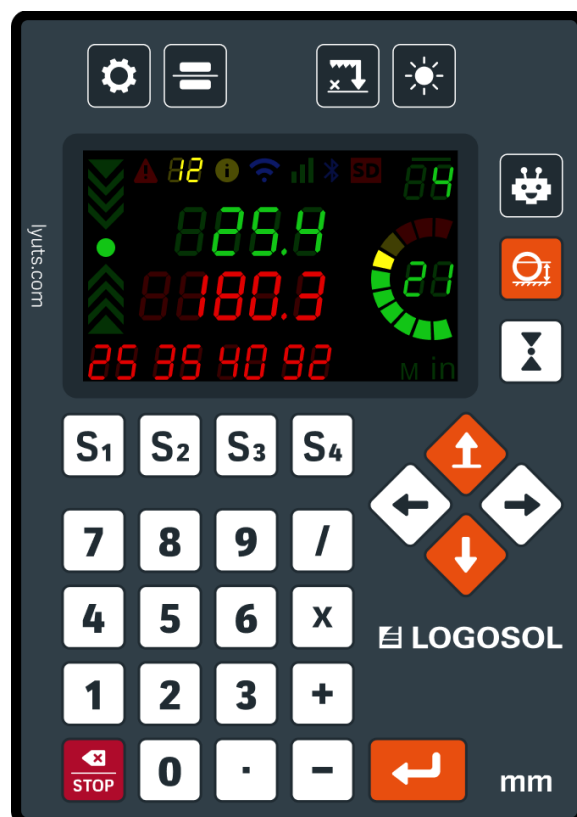 12 i SD 4
25.4
21
180.3
25 35 40 92 M in
lyuts.com
S1 S2 S3 S4
7 8 9 /
4 5 6 x
LOGOSOL
1 2 3 +
STOP 0 . − mm